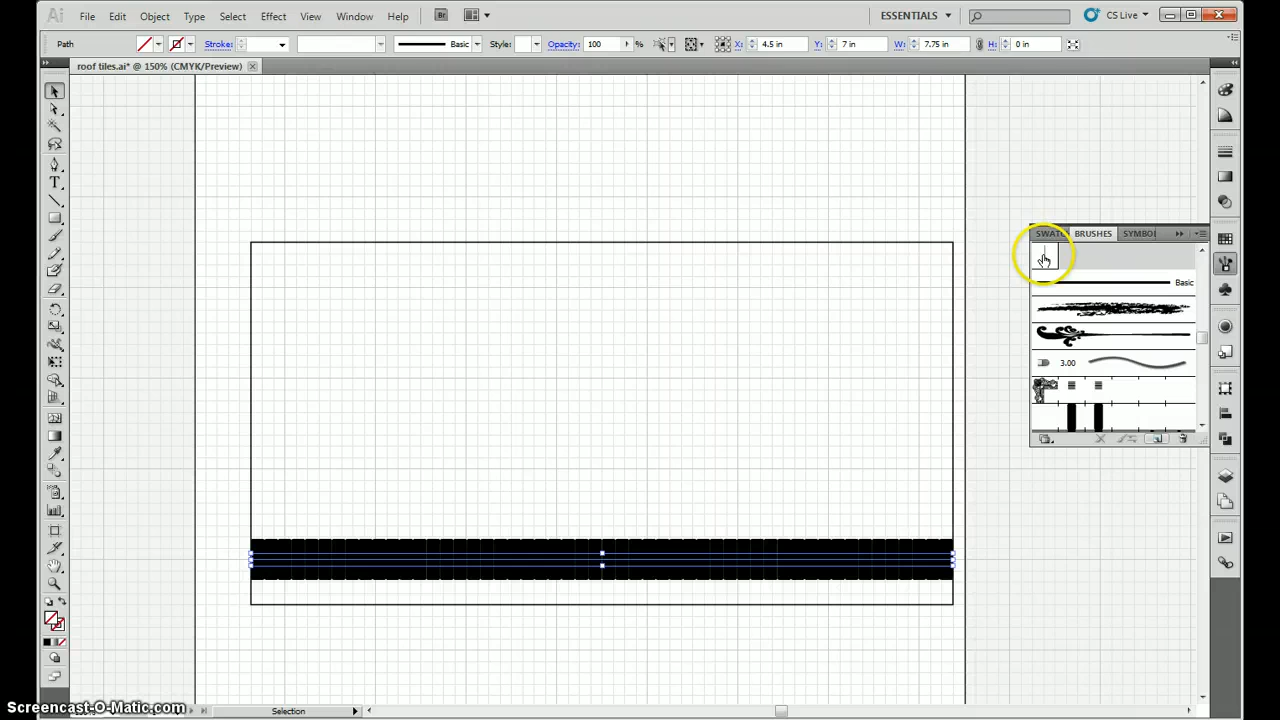 Ai File Edit Object Type Select Effect View Window Help Br ESSENTIALS CS Live
Path Stroke: Basic Style: Opacity: 100 % X: 4.5 in Y: 7 in W: 7.75 in H: 0 in
roof tiles.ai* @ 150% (CMYK/Preview)
SWATC BRUSHES SYMBOL
Basic
3.00
Selection
Screencast-O-Matic.com